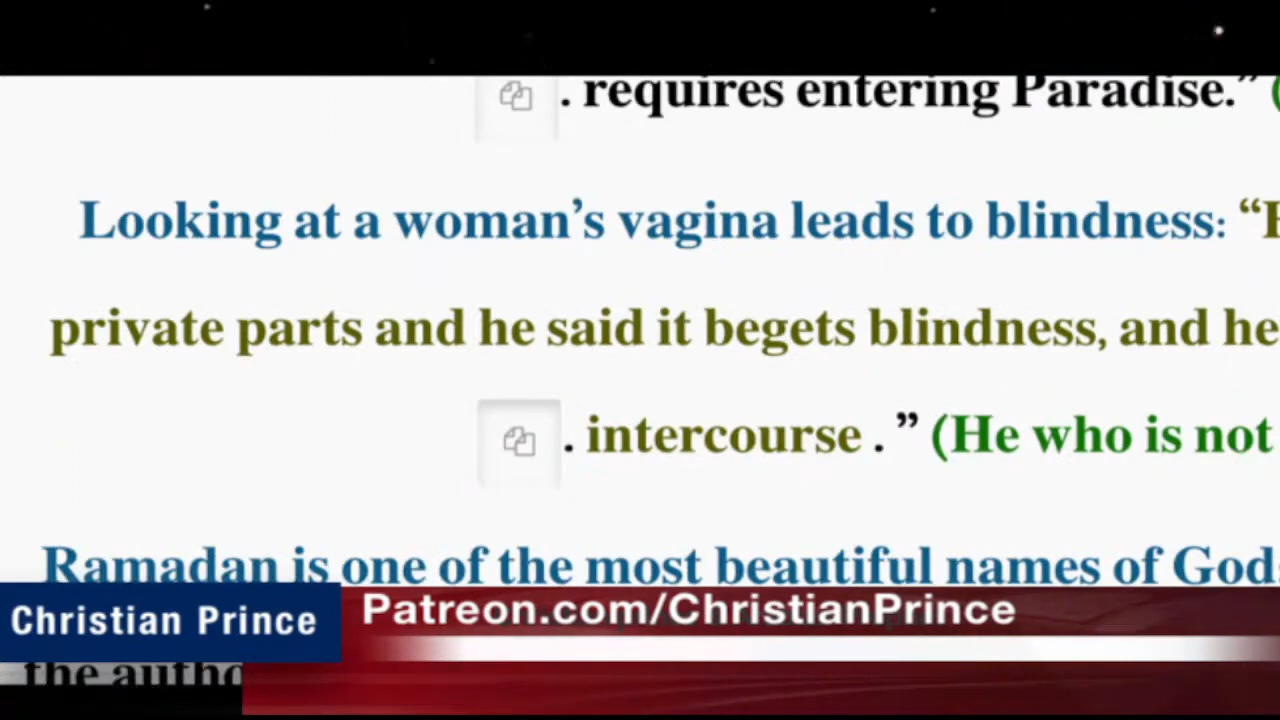 . requires entering Paradise.” (
Looking at a woman’s vagina leads to blindness: “
private parts and he said it begets blindness, and he
. intercourse . ” (He who is not
Ramadan is one of the most beautiful names of God:
Patreon.com/ChristianPrince
Christian Prince
the autho